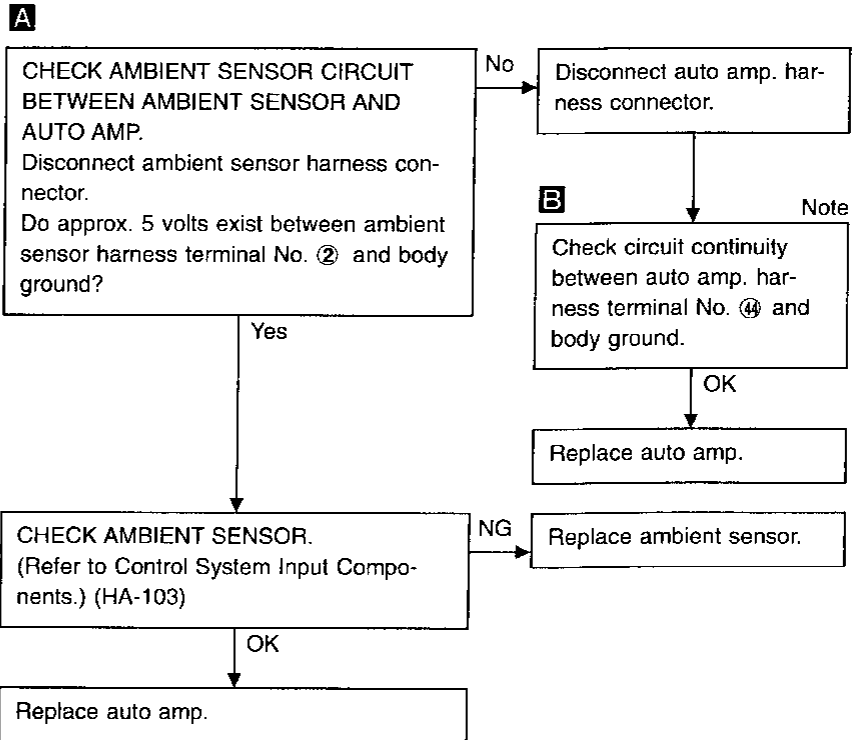 A
CHECK AMBIENT SENSOR CIRCUIT
BETWEEN AMBIENT SENSOR AND
AUTO AMP.
Disconnect ambient sensor harness con-
nector.
Do approx. 5 volts exist between ambient
sensor harness terminal No. ② and body
ground?
No
Disconnect auto amp. har-
ness connector.
B
Note
Check circuit continuity
between auto amp. har-
ness terminal No. ㊹ and
body ground.
OK
Replace auto amp.
Yes
CHECK AMBIENT SENSOR.
(Refer to Control System Input Compo-
nents.) (HA-103)
NG
Replace ambient sensor.
OK
Replace auto amp.